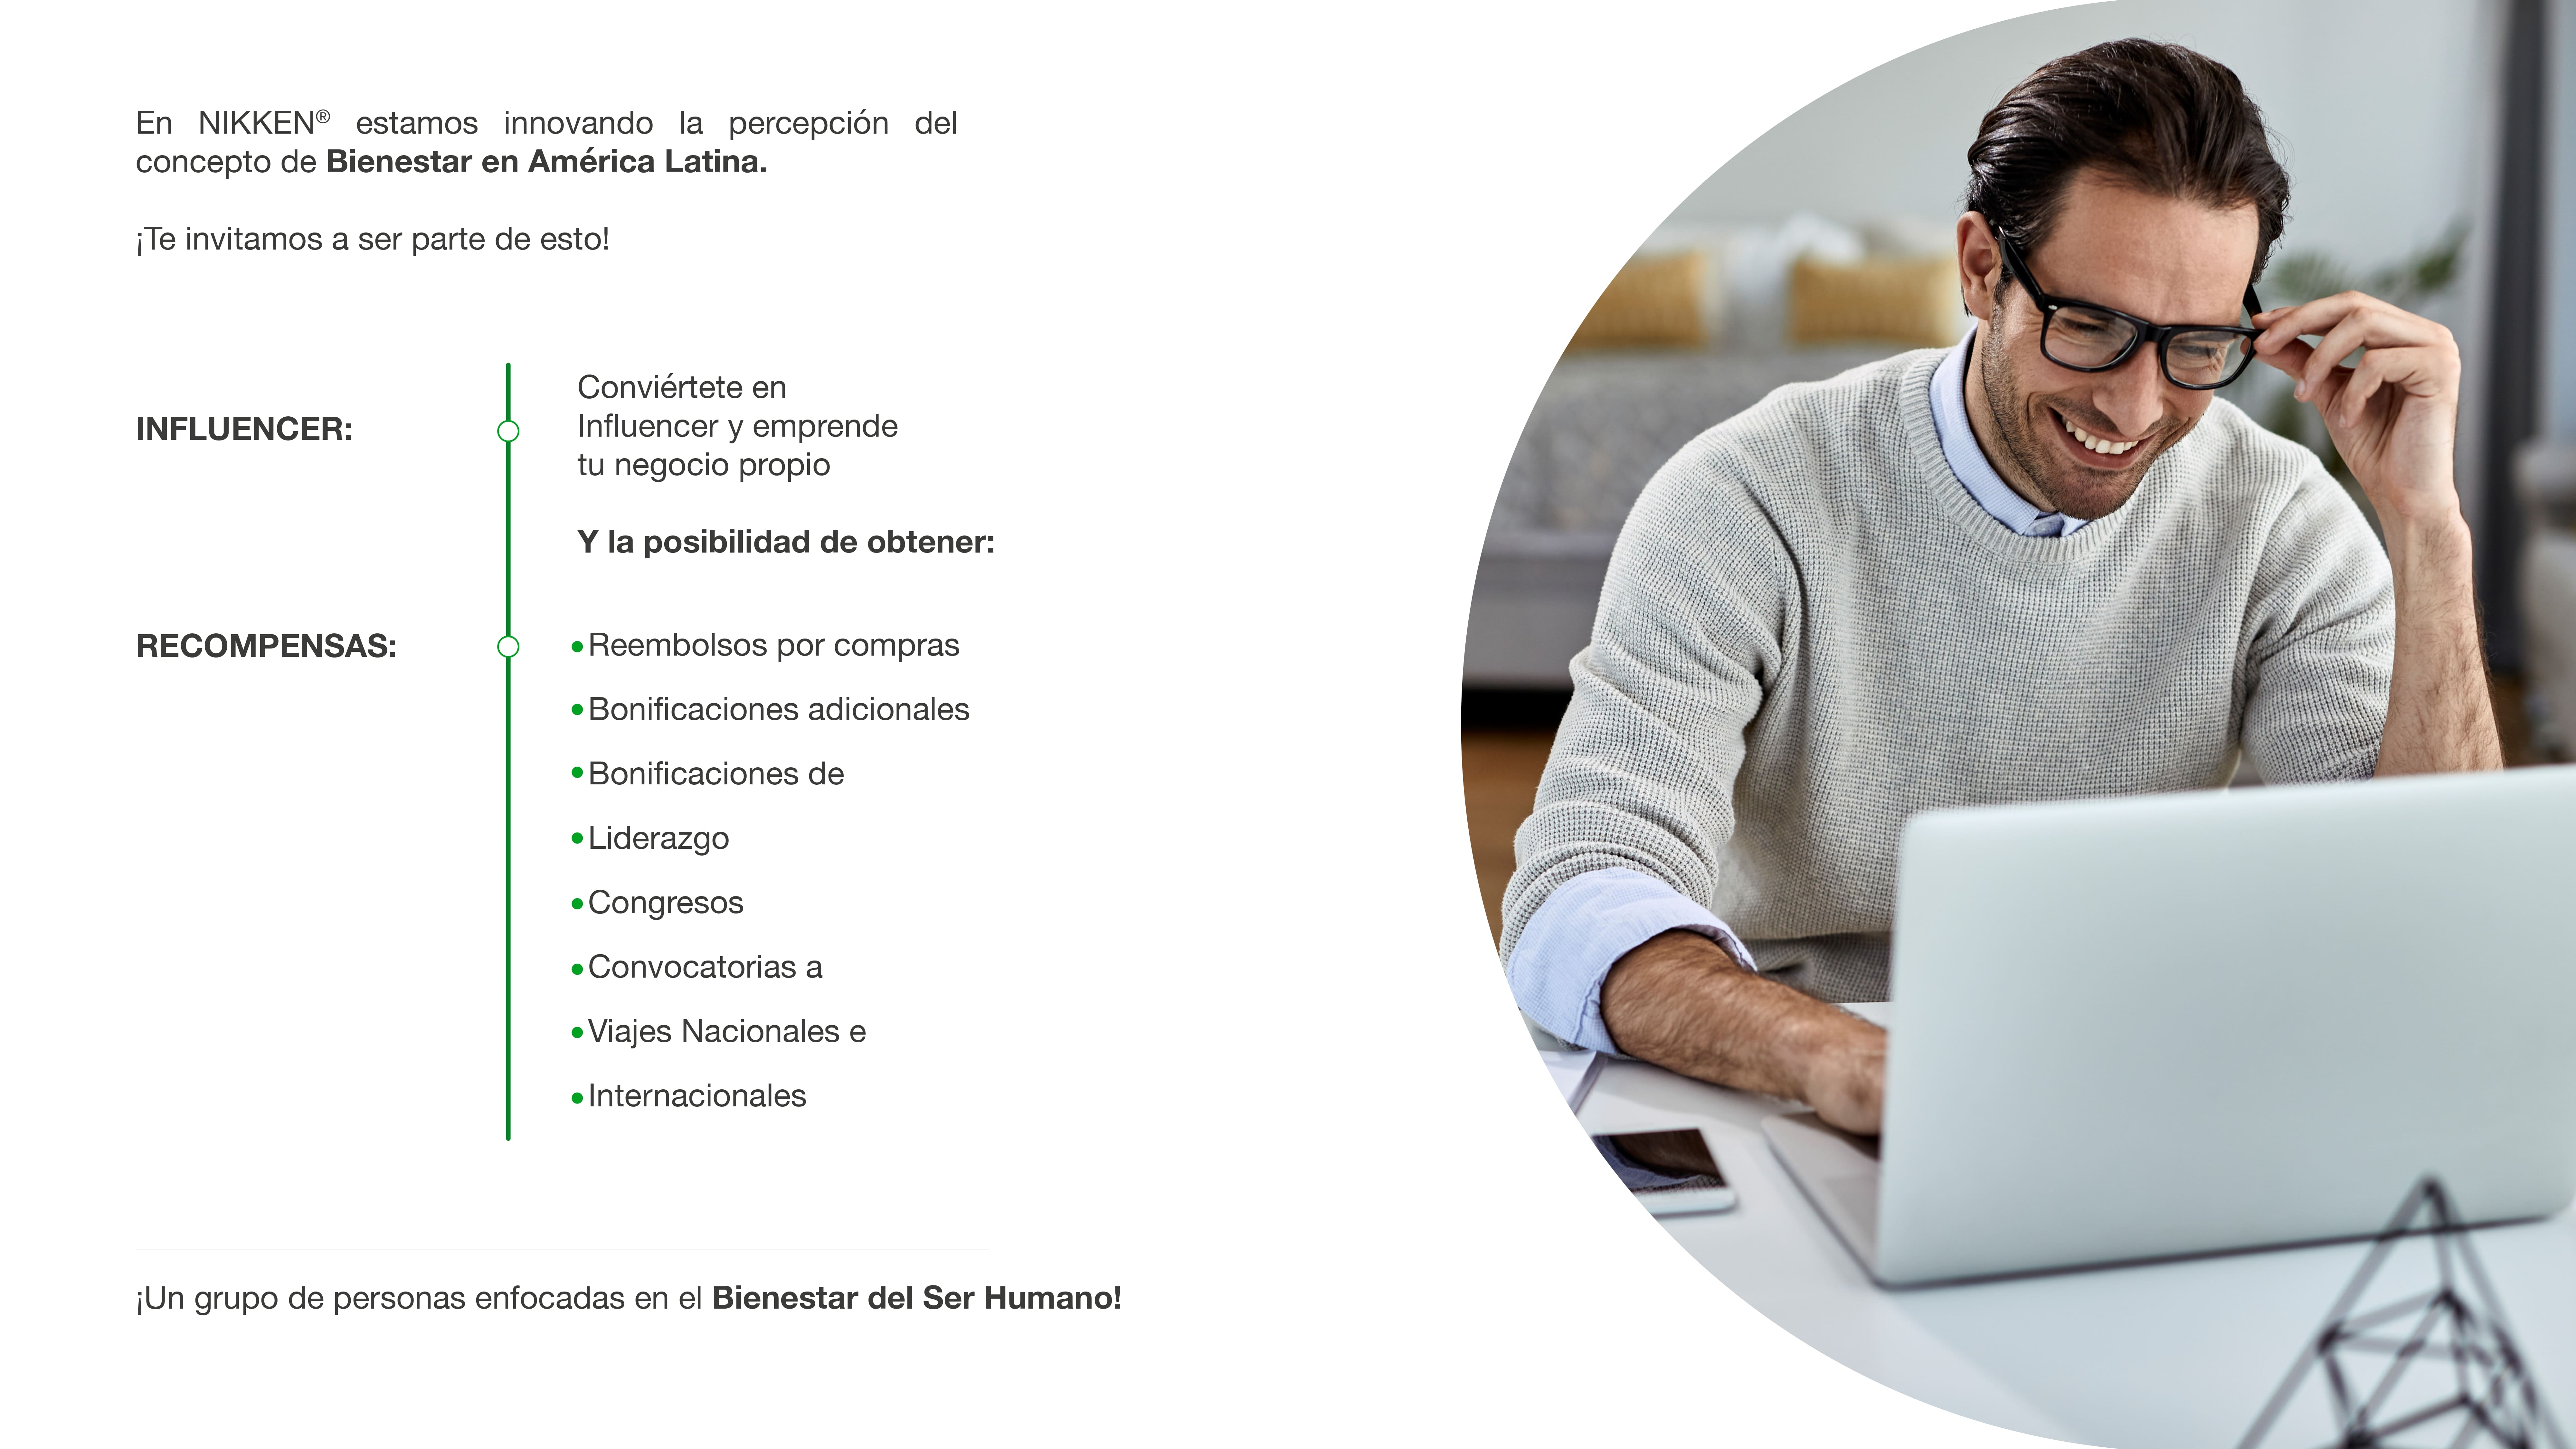 En NIKKEN® estamos innovando la percepción del
concepto de Bienestar en América Latina.
¡Te invitamos a ser parte de esto!
INFLUENCER:
Conviértete en
Influencer y emprende
tu negocio propio
Y la posibilidad de obtener:
RECOMPENSAS:
• Reembolsos por compras
• Bonificaciones adicionales
• Bonificaciones de
• Liderazgo
• Congresos
• Convocatorias a
• Viajes Nacionales e
• Internacionales
¡Un grupo de personas enfocadas en el Bienestar del Ser Humano!